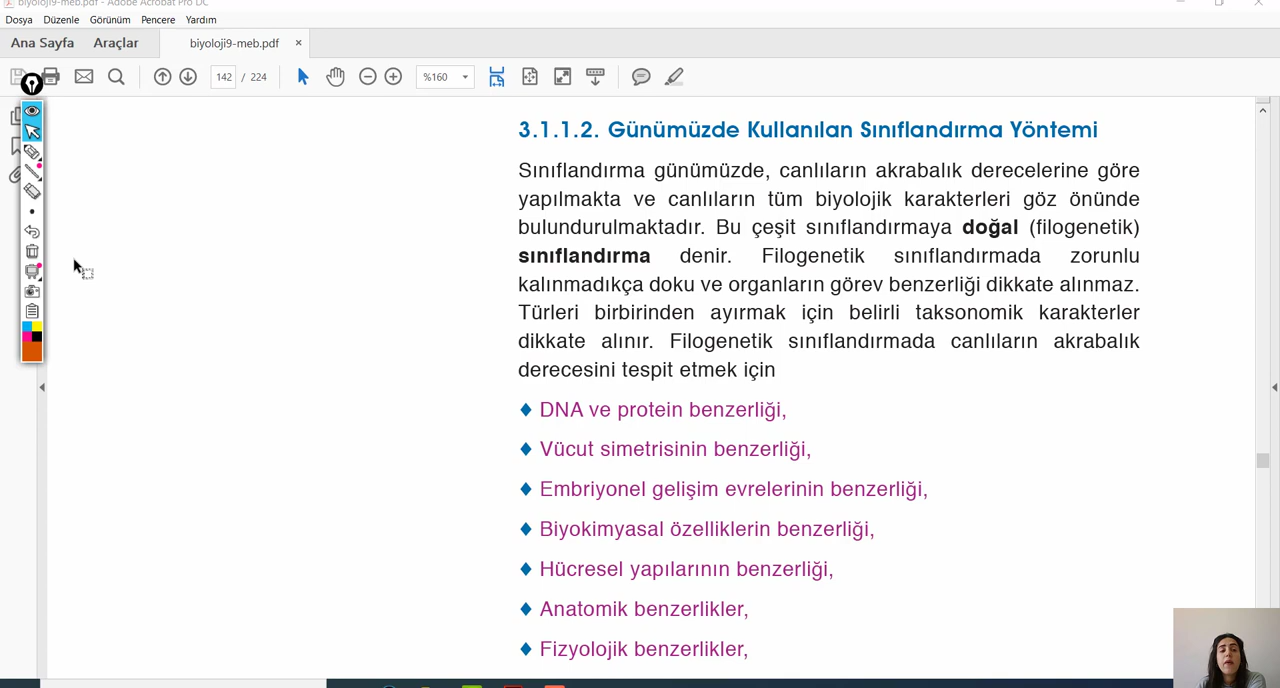 biyoloji9-meb.pdf - Adobe Acrobat Pro DC
Dosya Düzenle Görünüm Pencere Yardım
Ana Sayfa Araçlar biyoloji9-meb.pdf ×
142 / 224 %160
3.1.1.2. Günümüzde Kullanılan Sınıflandırma Yöntemi
Sınıflandırma günümüzde, canlıların akrabalık derecelerine göre
yapılmakta ve canlıların tüm biyolojik karakterleri göz önünde
bulundurulmaktadır. Bu çeşit sınıflandırmaya doğal (filogenetik)
sınıflandırma denir. Filogenetik sınıflandırmada zorunlu
kalınmadıkça doku ve organların görev benzerliği dikkate alınmaz.
Türleri birbirinden ayırmak için belirli taksonomik karakterler
dikkate alınır. Filogenetik sınıflandırmada canlıların akrabalık
derecesini tespit etmek için
♦ DNA ve protein benzerliği,
♦ Vücut simetrisinin benzerliği,
♦ Embriyonel gelişim evrelerinin benzerliği,
♦ Biyokimyasal özelliklerin benzerliği,
♦ Hücresel yapılarının benzerliği,
♦ Anatomik benzerlikler,
♦ Fizyolojik benzerlikler,